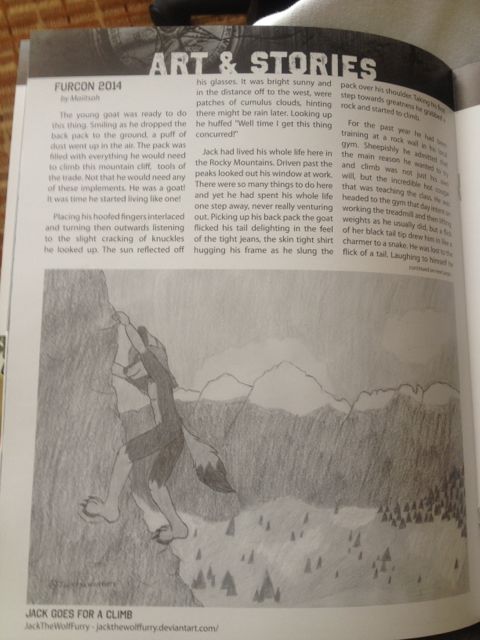 ART & STORIES
FURCON 2014
by Maitsoh
The young goat was ready to
do this thing. Smiling as he dropped the
back pack to the ground, a puff of
dust went up in the air. The pack was
filled with everything he would need
to climb this mountain cliff, tools of
the trade. Not that he would need any
of these implements. He was a goat!
It was time he started living like one!
Placing his hoofed fingers interlaced
and turning then outwards listening
to the slight cracking of knuckles
he looked up. The sun reflected off
his glasses. It was bright sunny and
in the distance off to the west, were
patches of cumulus clouds, hinting
there might be rain later. Looking up
he huffed "Well time I get this thing
concurred!"
Jack had lived his whole life here in
the Rocky Mountains. Driven past the
peaks looked out his window at work.
There were so many things to do here
and yet he had spent his whole life
one step away, never really venturing
out. Picking up his back pack the goat
flicked his tail delighting in the feel
of the tight jeans, the skin tight shirt
hugging his frame as he slung the
pack over his shoulder. Taking his first
step towards greatness he grabbed a
rock and started to climb.
For the past year he had been
training at a rock wall in his local
gym. Sheepishly he admitted that
the main reason he wanted to try
and climb was not just his own
will, but the incredible hot
that was teaching the class. He was
headed to the gym that day intent on
working the treadmill and then lifting
weights as he usually did, but a flick
of her black tail tip drew him in like a
charmer to a snake. He was lost to the
flick of a tail. Laughing to himself he
continued on next page
JACK GOES FOR A CLIMB
JackTheWolfFurry - jackthewolffurry.deviantart.com/